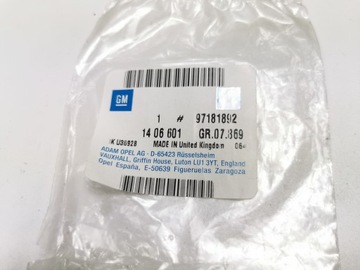 GM
1 # 97181892
14 06 601 GR.07.869
K U36928 MADE IN United Kingdom 064
ADAM OPEL AG - D-65423 Rüsselsheim
VAUXHALL, Griffin House, Luton LU1 3YT, England
Opel España, E-50639 Figueruelas Zaragoza